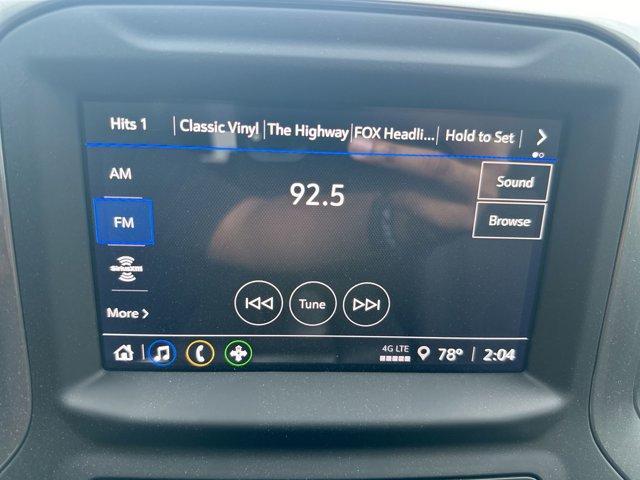 Hits 1 Classic Vinyl The Highway FOX Headli... Hold to Set >
AM
92.5
Sound
FM
Browse
SiriusXM
Tune
More >
4G LTE
78° 2:04